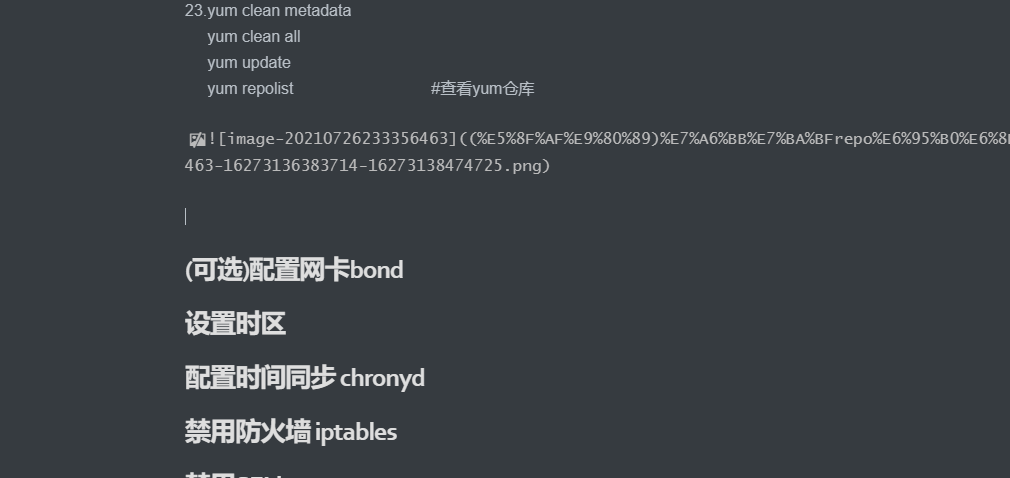 23.yum clean metadata
yum clean all
yum update
yum repolist #查看yum仓库
![image-20210726233356463]((%E5%8F%AF%E9%80%89)%E7%A6%BB%E7%BA%BFrepo%E6%95%B0%E6%8
463-16273136383714-16273138474725.png)
(可选)配置网卡bond
设置时区
配置时间同步 chronyd
禁用防火墙 iptables